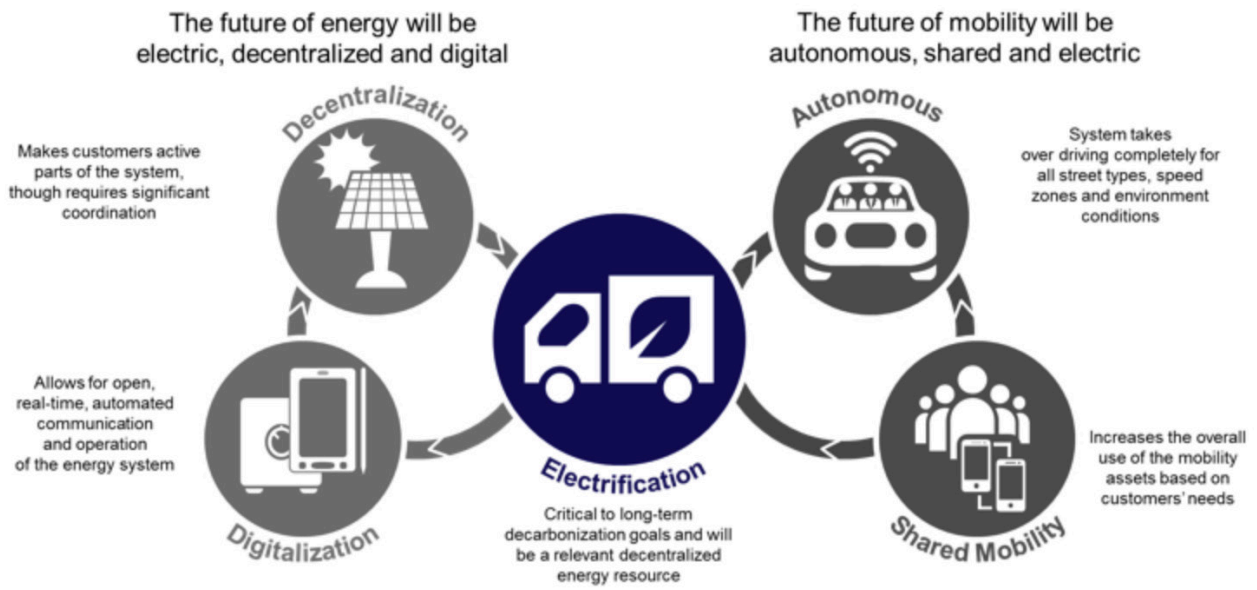 The future of energy will be
electric, decentralized and digital
The future of mobility will be
autonomous, shared and electric
Decentralization
Makes customers active
parts of the system,
though requires significant
coordination
Autonomous
System takes
over driving completely for
all street types, speed
zones and environment
conditions
Allows for open,
real-time, automated
communication
and operation
of the energy system
Digitalization
Electrification
Critical to long-term
decarbonization goals and will
be a relevant decentralized
energy resource
Increases the overall
use of the mobility
assets based on
customers' needs
Shared Mobility